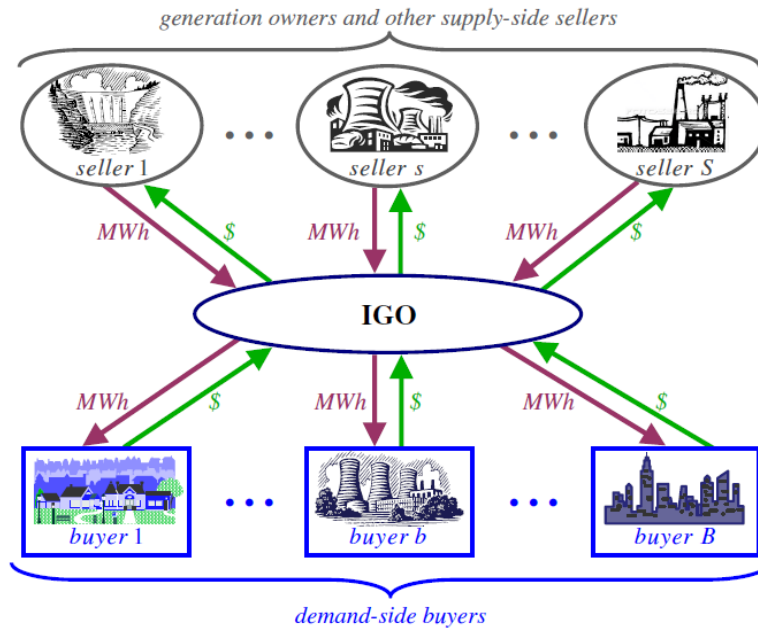 generation owners and other supply-side sellers
seller 1
seller s
seller S
MWh $ MWh $ MWh $
IGO
MWh $ MWh $ MWh $
buyer 1
buyer b
buyer B
demand-side buyers